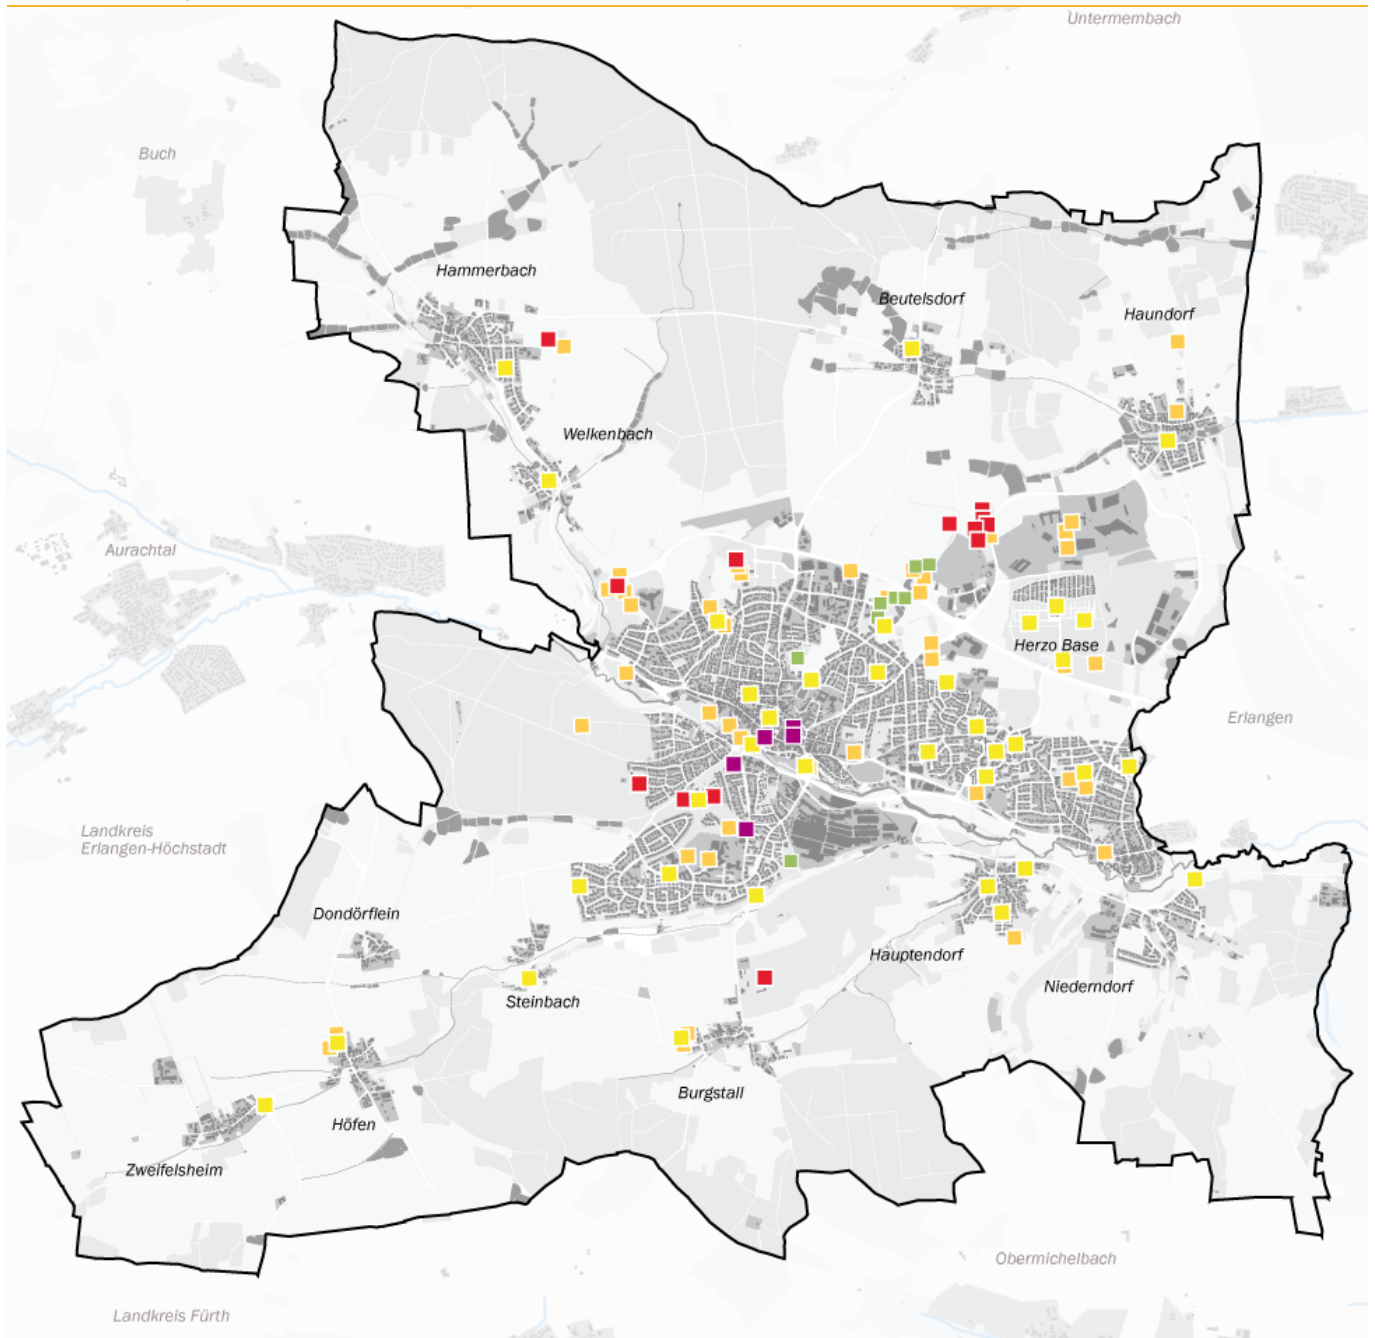 Untermembach
Buch
Hammerbach
Beutelsdorf
Haundorf
Welkenbach
Aurachtal
Herzo Base
Erlangen
Landkreis
Erlangen-Höchstadt
Dondörflein
Hauptendorf
Niederndorf
Steinbach
Burgstall
Höfen
Zweifelsheim
Obermichelbach
Landkreis Fürth